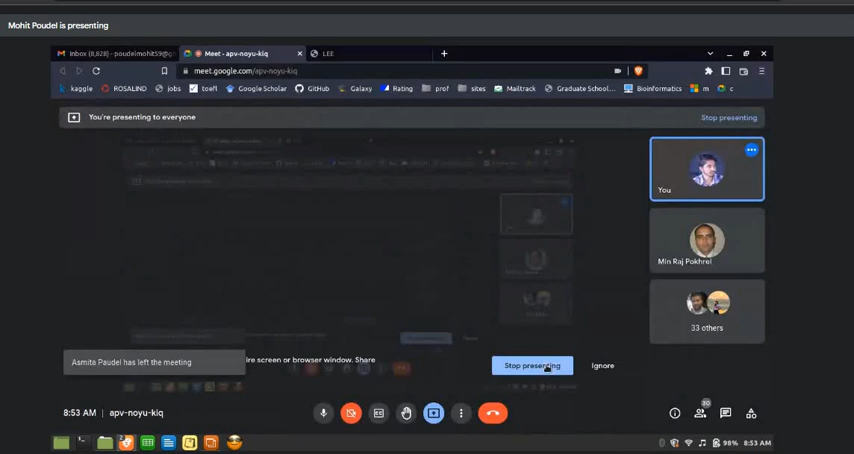 Mohit Poudel is presenting
Inbox (8,828) - poudelmohit59@gm
Meet - apv-noyu-kiq
LEE
meet.google.com/apv-noyu-kiq
kaggle ROSALIND jobs toefl Google Scholar GitHub Galaxy Rating prof sites Mailtrack Graduate School... Bioinformatics m c
You're presenting to everyone
Stop presenting
You
Min Raj Pokhrel
33 others
Asmita Paudel has left the meeting
ire screen or browser window. Share
Stop presenting
Ignore
8:53 AM | apv-noyu-kiq
30
98% 8:53 AM